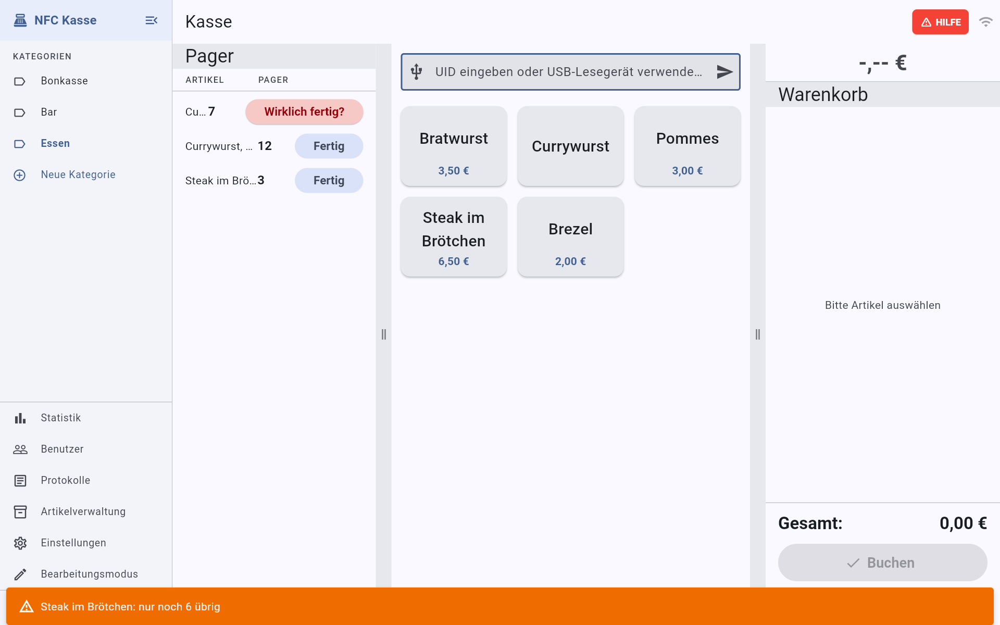 NFC Kasse
KATEGORIEN
Bonkasse
Bar
Essen
Neue Kategorie
Statistik
Benutzer
Protokolle
Artikelverwaltung
Einstellungen
Bearbeitungsmodus
Kasse
HILFE
Pager
ARTIKEL PAGER
Cu... 7 Wirklich fertig?
Currywurst, ... 12 Fertig
Steak im Brö... 3 Fertig
UID eingeben oder USB-Lesegerät verwende...
Bratwurst
3,50 €
Currywurst
Pommes
3,00 €
Steak im
Brötchen
6,50 €
Brezel
2,00 €
-,-- €
Warenkorb
Bitte Artikel auswählen
Gesamt: 0,00 €
Buchen
Steak im Brötchen: nur noch 6 übrig